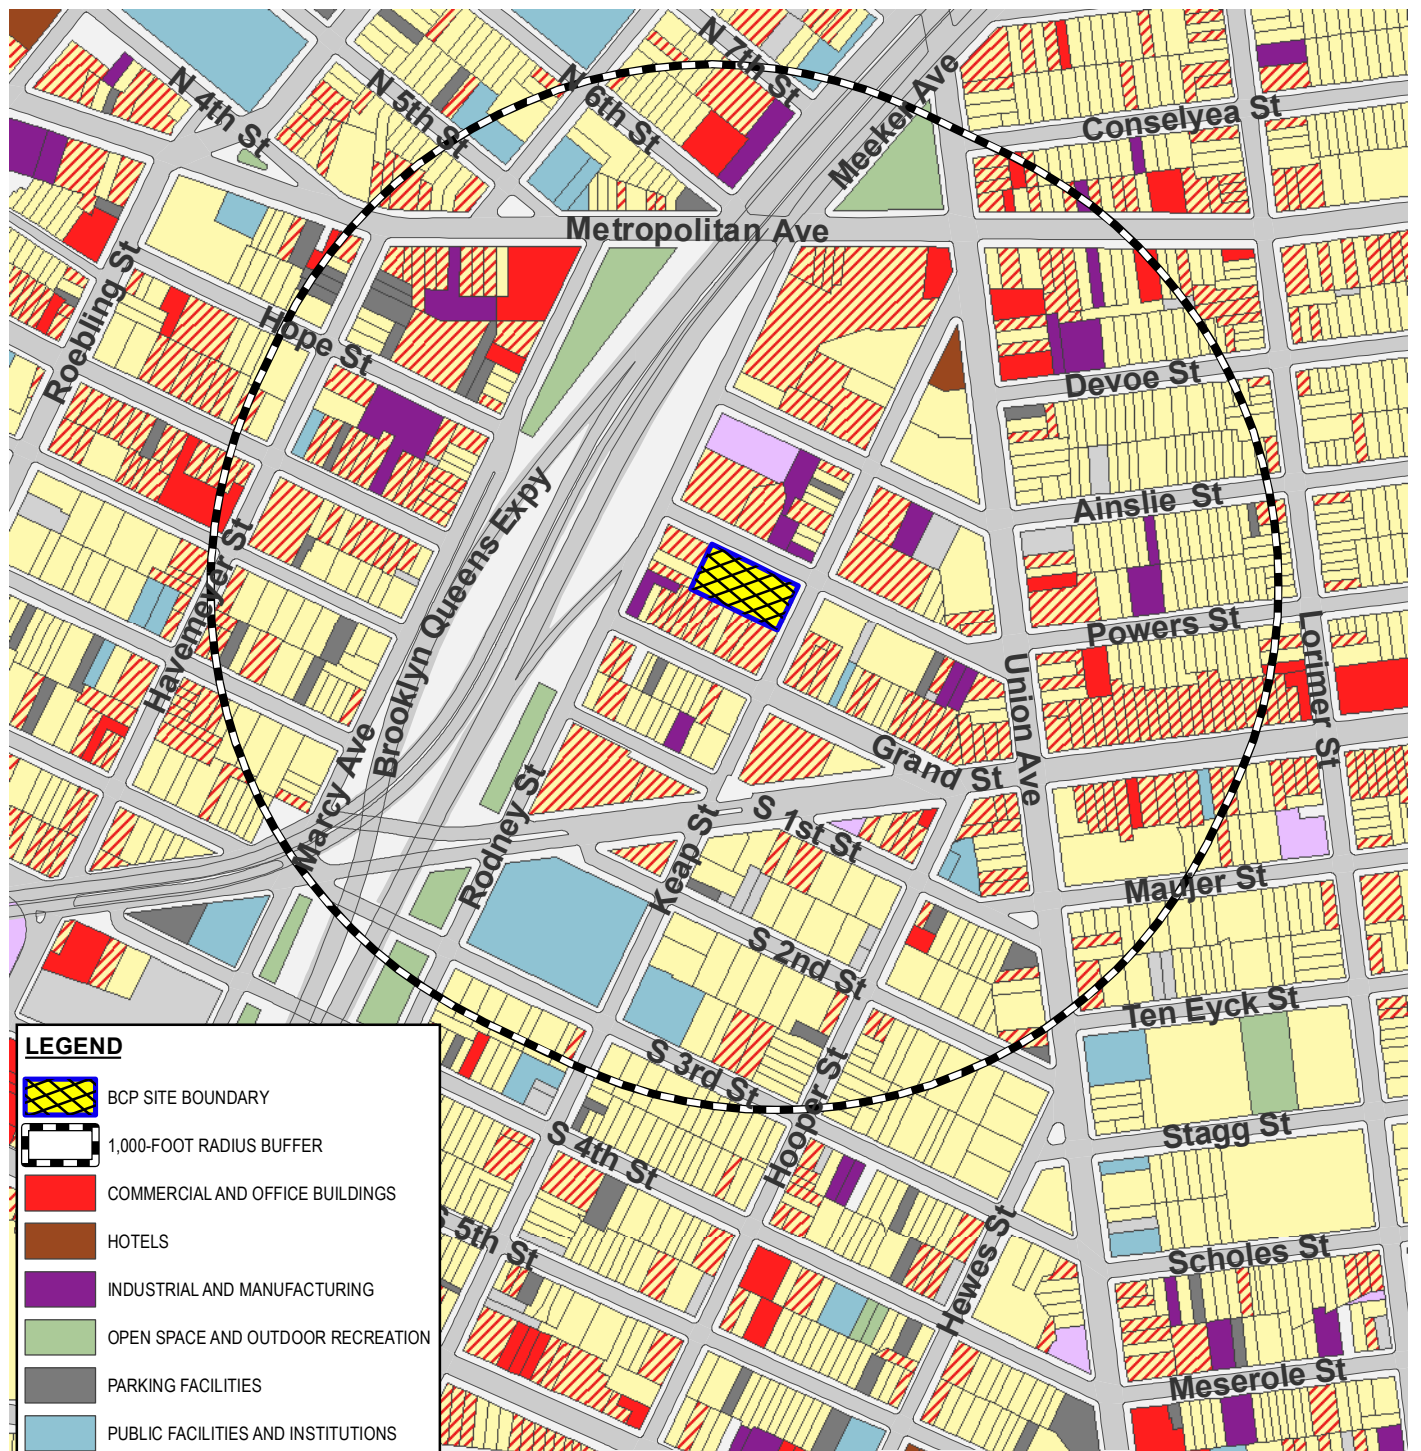 N 7th St
N 4th St
N 5th St
N 6th St
Meeker Ave
Conselyea St
Metropolitan Ave
Roebling St
Hope St
Devoe St
Ainslie St
Brooklyn Queens Expy
Havemeyer St
Powers St
Lorimer St
Union Ave
Marcy Ave
Grand St
Rodney St
Keap St
S 1st St
Maujer St
S 2nd St
Ten Eyck St
S 3rd St
Hooper St
Stagg St
S 4th St
S 5th St
Hewes St
Scholes St
Meserole St
LEGEND
BCP SITE BOUNDARY
1,000-FOOT RADIUS BUFFER
COMMERCIAL AND OFFICE BUILDINGS
HOTELS
INDUSTRIAL AND MANUFACTURING
OPEN SPACE AND OUTDOOR RECREATION
PARKING FACILITIES
PUBLIC FACILITIES AND INSTITUTIONS